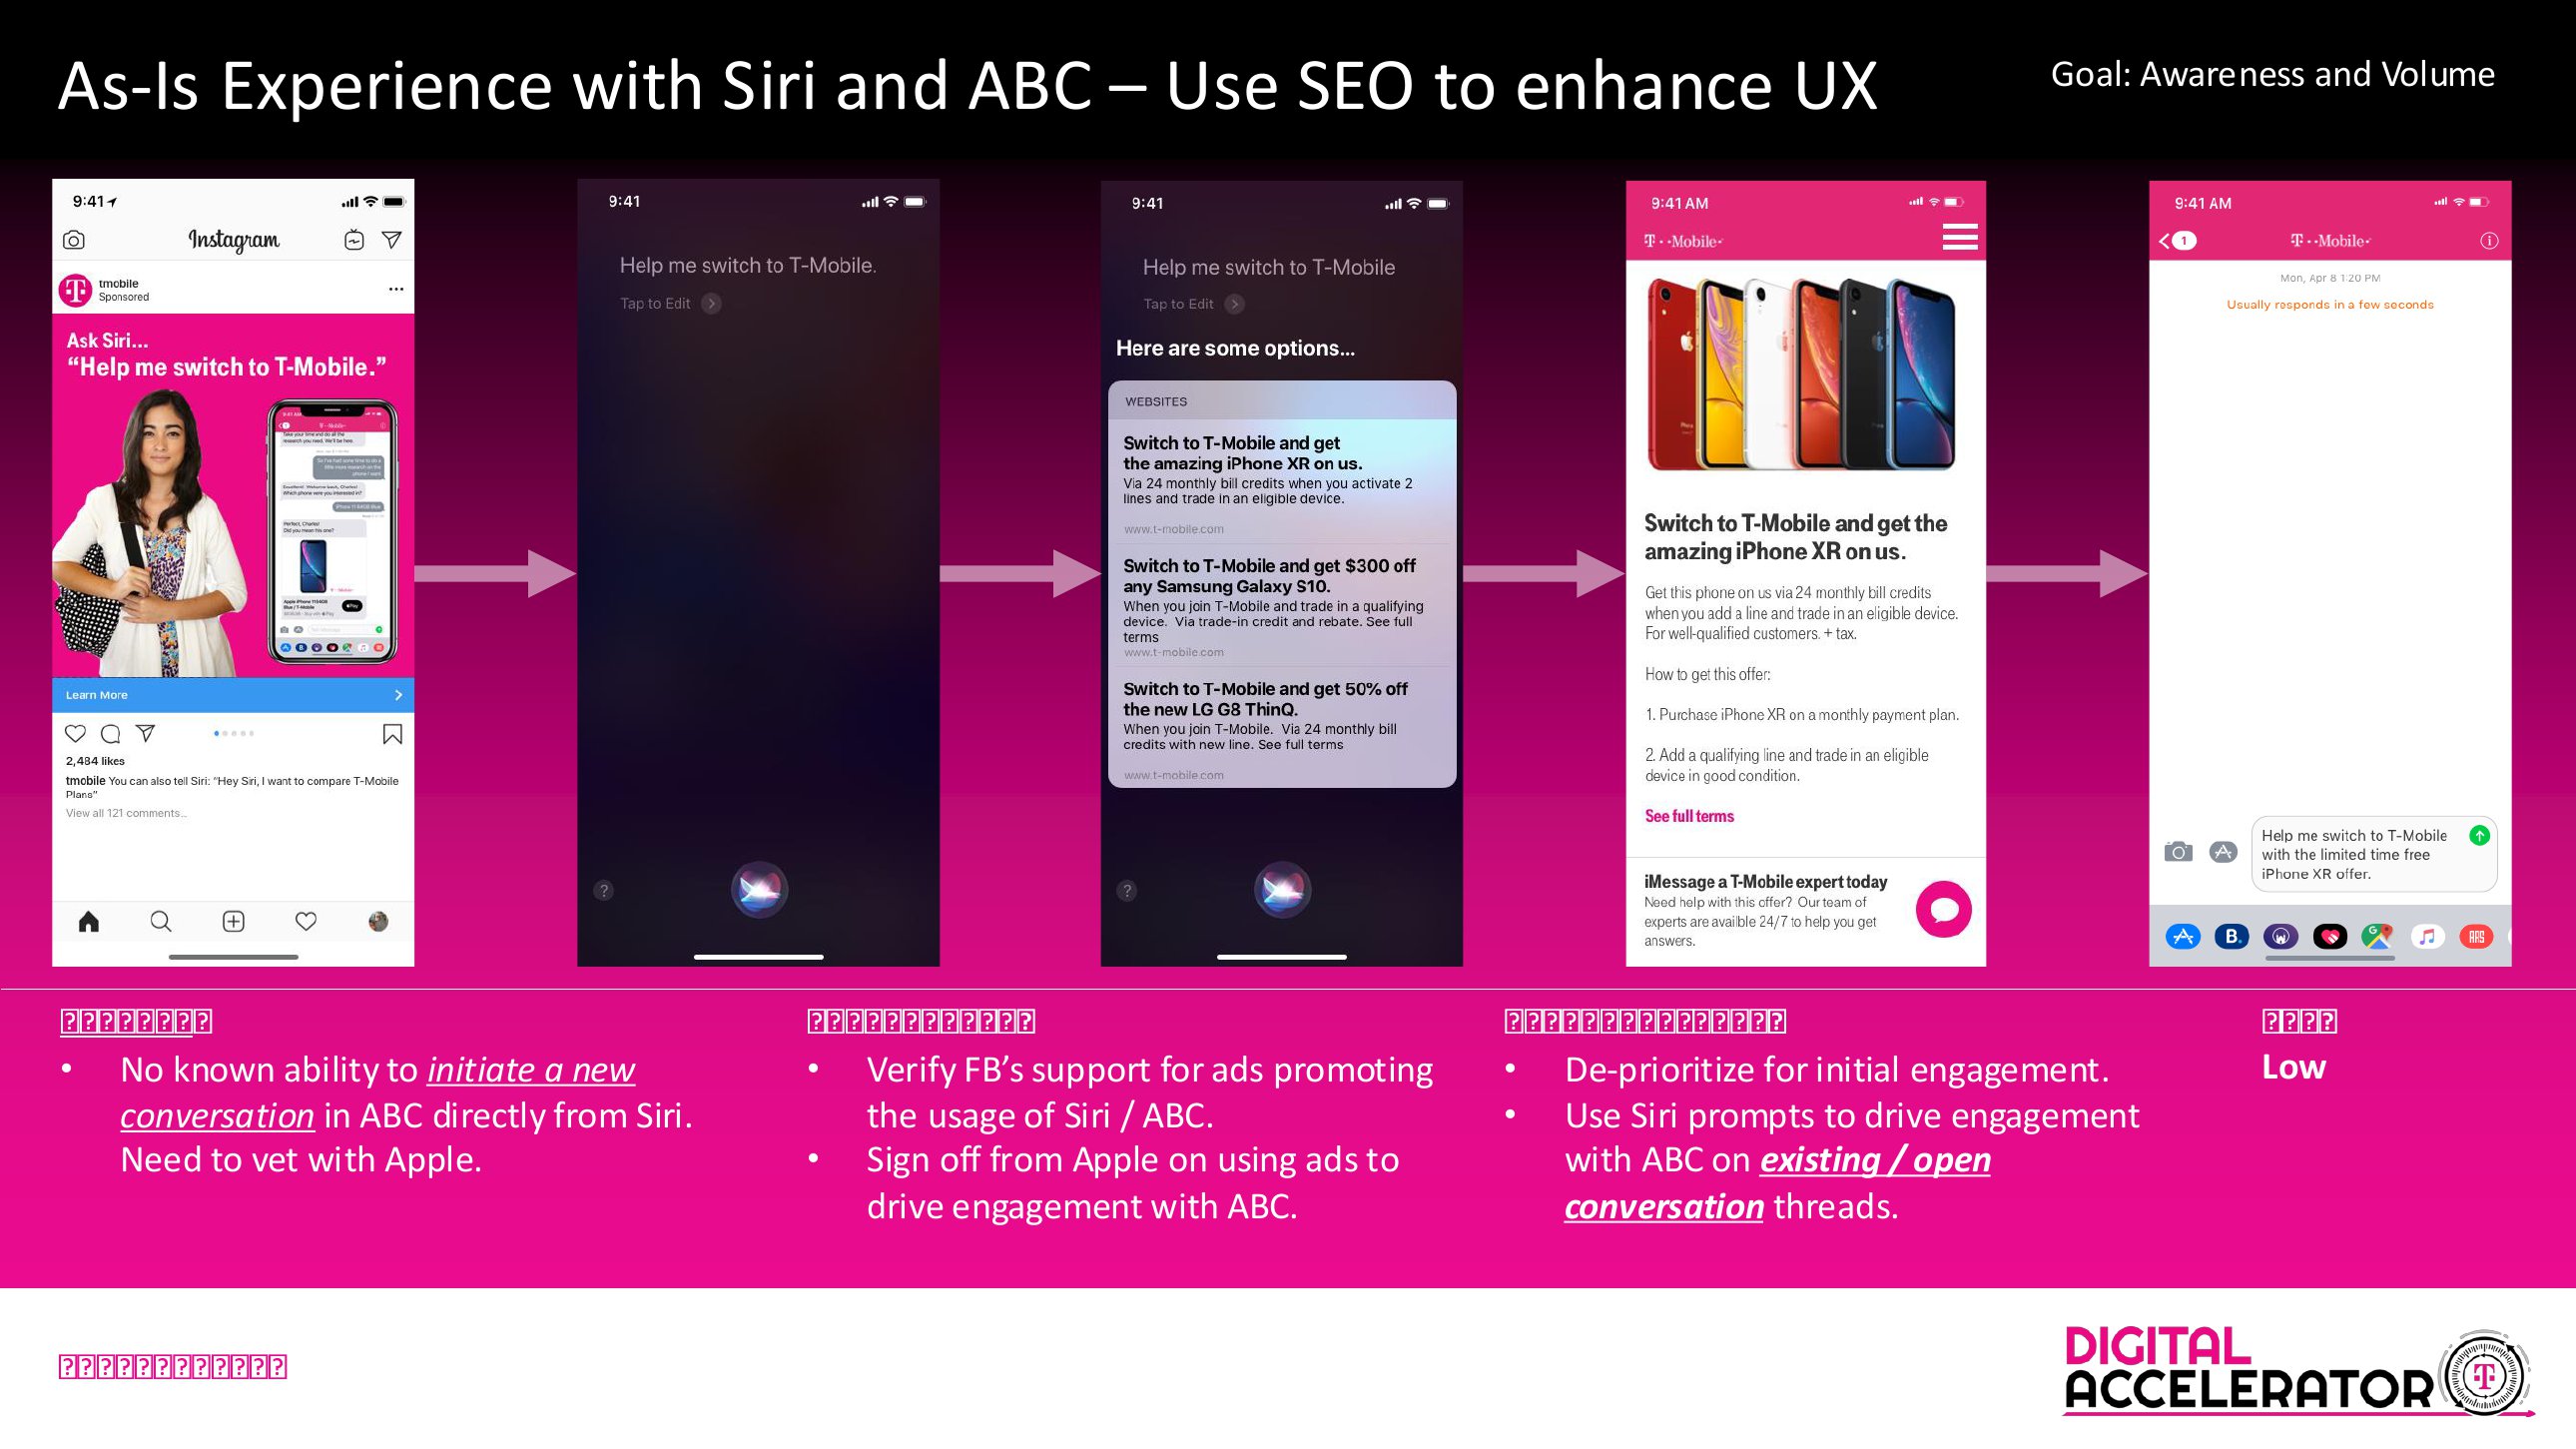 As-Is Experience with Siri and ABC – Use SEO to enhance UX
Goal: Awareness and Volume
9:41
Instagram
tmobile
Sponsored
Ask Siri...
“Help me switch to T-Mobile.”
Learn More
2,484 likes
tmobile You can also tell Siri: “Hey Siri, I want to compare T-Mobile
Plans”
View all 121 comments...
9:41
Help me switch to T-Mobile.
Tap to Edit
?
9:41
Help me switch to T-Mobile
Tap to Edit
Here are some options...
WEBSITES
Switch to T-Mobile and get
the amazing iPhone XR on us.
Via 24 monthly bill credits when you activate 2
lines and trade in an eligible device.
www.t-mobile.com
Switch to T-Mobile and get $300 off
any Samsung Galaxy S10.
When you join T-Mobile and trade in a qualifying
device. Via trade-in credit and rebate. See full
terms
www.t-mobile.com
Switch to T-Mobile and get 50% off
the new LG G8 ThinQ.
When you join T-Mobile. Via 24 monthly bill
credits with new line. See full terms
www.t-mobile.com
?
9:41 AM
T··Mobile·
Switch to T-Mobile and get the
amazing iPhone XR on us.
Get this phone on us via 24 monthly bill credits
when you add a line and trade in an eligible device.
For well-qualified customers. + tax.
How to get this offer:
1. Purchase iPhone XR on a monthly payment plan.
2. Add a qualifying line and trade in an eligible
device in good condition.
See full terms
iMessage a T-Mobile expert today
Need help with this offer? Our team of
experts are availble 24/7 to help you get
answers.
9:41 AM
1
T··Mobile·
Mon, Apr 8 1:20 PM
Usually responds in a few seconds
Help me switch to T-Mobile
with the limited time free
iPhone XR offer.
• No known ability to initiate a new
conversation in ABC directly from Siri.
Need to vet with Apple.
• Verify FB’s support for ads promoting
the usage of Siri / ABC.
• Sign off from Apple on using ads to
drive engagement with ABC.
• De-prioritize for initial engagement.
• Use Siri prompts to drive engagement
with ABC on existing / open
conversation threads.
Low
DIGITAL
ACCELERATOR